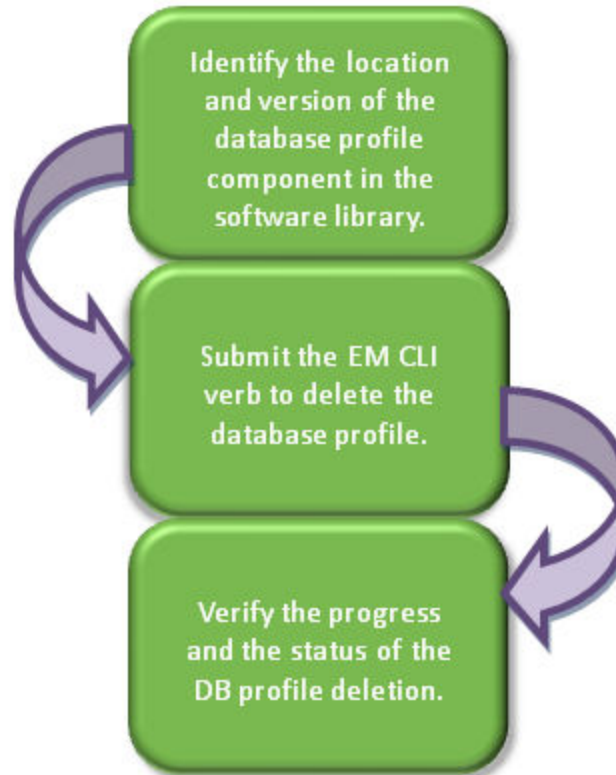 Identify the location
and version of the
database profile
component in the
software library.
Submit the EM CLI
verb to delete the
database profile.
Verify the progress
and the status of the
DB profile deletion.